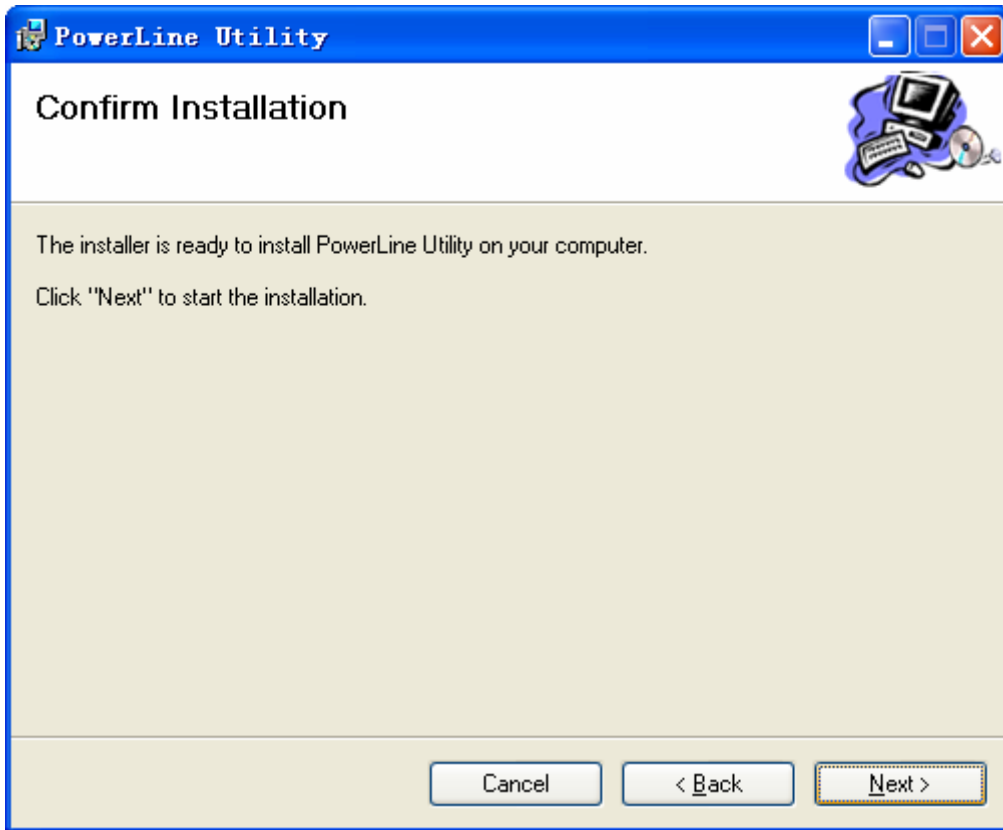 PowerLine Utility
Confirm Installation
The installer is ready to install PowerLine Utility on your computer.
Click "Next" to start the installation.
Cancel
< Back
Next >